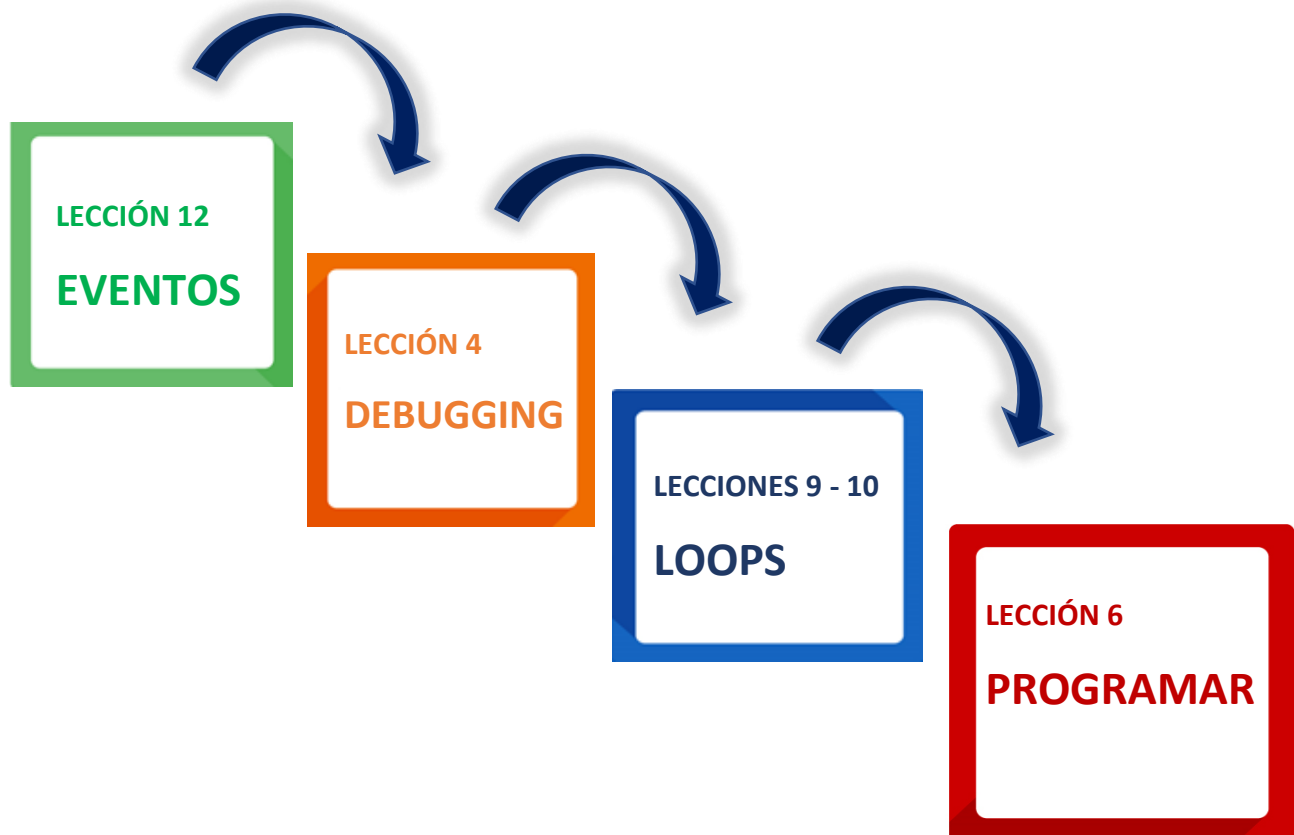 LECCIÓN 12
EVENTOS
LECCIÓN 4
DEBUGGING
LECCIONES 9 - 10
LOOPS
LECCIÓN 6
PROGRAMAR